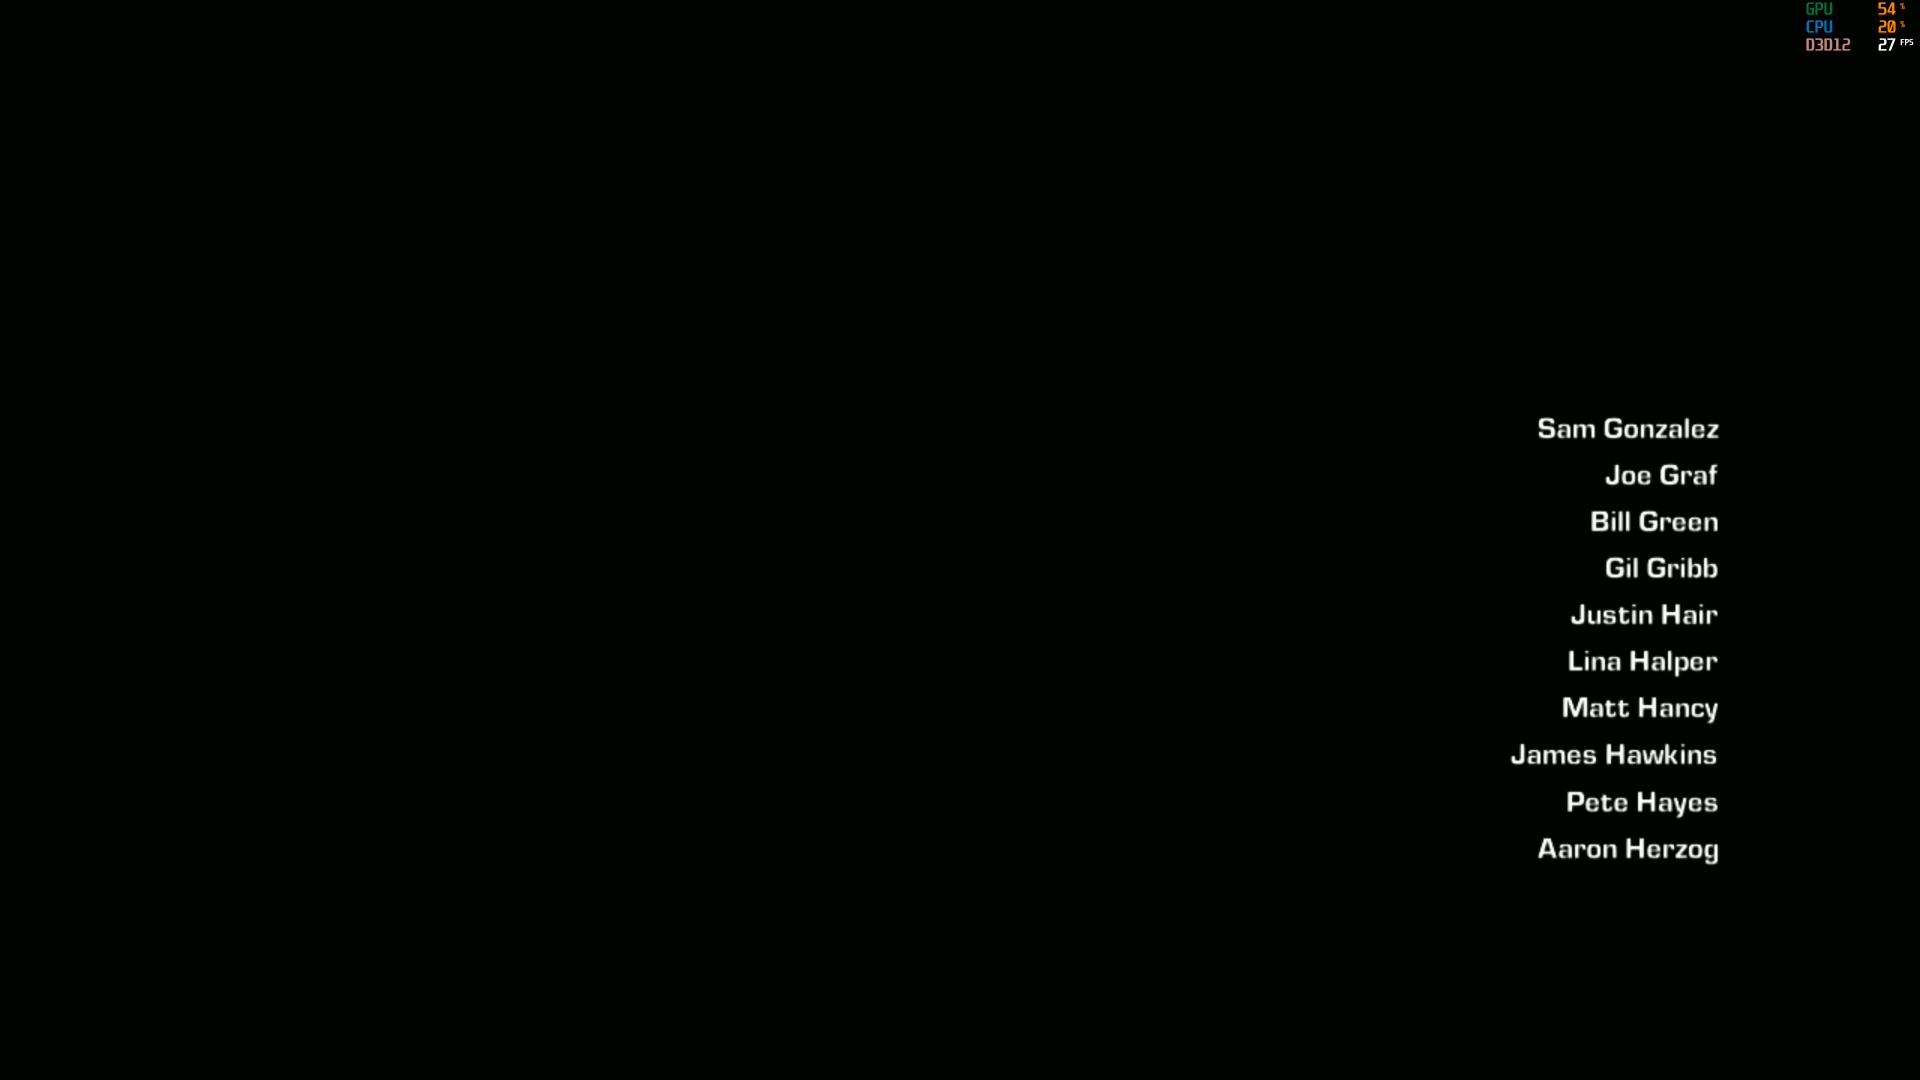 GPU 54 %
CPU 20 %
D3D12 27 FPS
Sam Gonzalez
Joe Graf
Bill Green
Gil Gribb
Justin Hair
Lina Halper
Matt Hancy
James Hawkins
Pete Hayes
Aaron Herzog